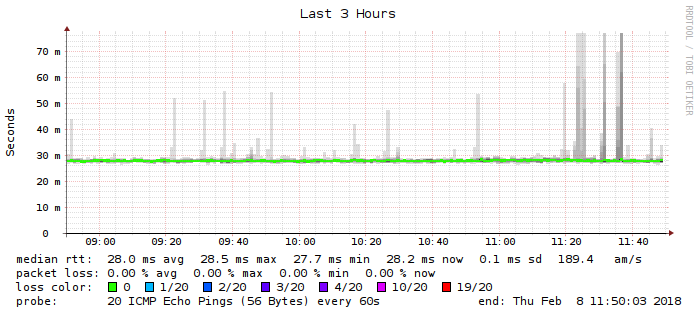 Last 3 Hours
RRDTOOL / TOBI OETIKER
Seconds
70 m
60 m
50 m
40 m
30 m
20 m
10 m
0
09:00 09:20 09:40 10:00 10:20 10:40 11:00 11:20 11:40
median rtt: 28.0 ms avg 28.5 ms max 27.7 ms min 28.2 ms now 0.1 ms sd 189.4 am/s
packet loss: 0.00 % avg 0.00 % max 0.00 % min 0.00 % now
loss color: 0 1/20 2/20 3/20 4/20 10/20 19/20
probe: 20 ICMP Echo Pings (56 Bytes) every 60s end: Thu Feb 8 11:50:03 2018